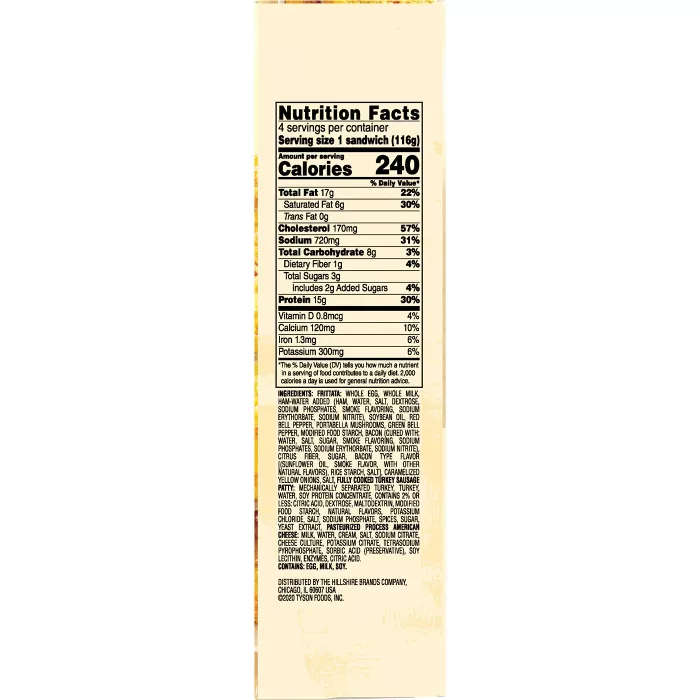 Nutrition Facts
4 servings per container
Serving size 1 sandwich (116g)
Amount per serving
Calories 240
% Daily Value*
Total Fat 17g 22%
Saturated Fat 6g 30%
Trans Fat 0g
Cholesterol 170mg 57%
Sodium 720mg 31%
Total Carbohydrate 8g 3%
Dietary Fiber 1g 4%
Total Sugars 3g
Includes 2g Added Sugars 4%
Protein 15g 30%
Vitamin D 0.8mcg 4%
Calcium 120mg 10%
Iron 1.3mg 6%
Potassium 300mg 6%
*The % Daily Value (DV) tells you how much a nutrient
in a serving of food contributes to a daily diet. 2,000
calories a day is used for general nutrition advice.
INGREDIENTS: FRITTATA: WHOLE EGG, WHOLE MILK,
HAM-WATER ADDED (HAM, WATER, SALT, DEXTROSE,
SODIUM PHOSPHATES, SMOKE FLAVORING, SODIUM
ERYTHORBATE, SODIUM NITRITE), SOYBEAN OIL, RED
BELL PEPPER, PORTABELLA MUSHROOMS, GREEN BELL
PEPPER, MODIFIED FOOD STARCH, BACON (CURED WITH:
WATER, SALT, SUGAR, SMOKE FLAVORING, SODIUM
PHOSPHATES, SODIUM ERYTHORBATE, SODIUM NITRITE),
CITRUS FIBER, SUGAR, BACON TYPE FLAVOR
[(SUNFLOWER OIL, SMOKE FLAVOR, WITH OTHER
NATURAL FLAVORS), RICE STARCH, SALT], CARAMELIZED
YELLOW ONIONS, SALT, FULLY COOKED TURKEY SAUSAGE
PATTY: MECHANICALLY SEPARATED TURKEY, TURKEY,
WATER, SOY PROTEIN CONCENTRATE, CONTAINS 2% OR
LESS: CITRIC ACID, DEXTROSE, MALTODEXTRIN, MODIFIED
FOOD STARCH, NATURAL FLAVORS, POTASSIUM
CHLORIDE, SALT, SODIUM PHOSPHATE, SPICES, SUGAR,
YEAST EXTRACT, PASTEURIZED PROCESS AMERICAN
CHEESE: MILK, WATER, CREAM, SALT, SODIUM CITRATE,
CHEESE CULTURE, POTASSIUM CITRATE, TETRASODIUM
PYROPHOSPHATE, SORBIC ACID (PRESERVATIVE), SOY
LECITHIN, ENZYMES, CITRIC ACID.
CONTAINS: EGG, MILK, SOY.
DISTRIBUTED BY THE HILLSHIRE BRANDS COMPANY,
CHICAGO, IL 60607 USA
©2020 TYSON FOODS, INC.